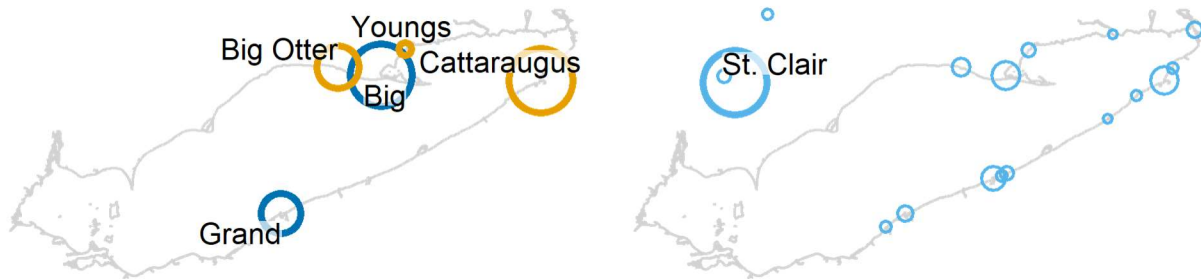 Youngs
Big Otter
Cattaraugus
Big
Grand
St. Clair